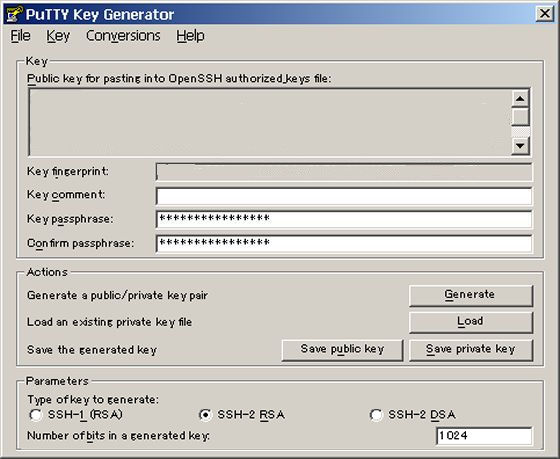 PuTTY Key Generator
File Key Conversions Help
Key
Public key for pasting into OpenSSH authorized_keys file:
Key fingerprint:
Key comment:
Key passphrase: ****************
Confirm passphrase: ****************
Actions
Generate a public/private key pair Generate
Load an existing private key file Load
Save the generated key Save public key Save private key
Parameters
Type of key to generate:
SSH-1 (RSA) SSH-2 RSA SSH-2 DSA
Number of bits in a generated key: 1024